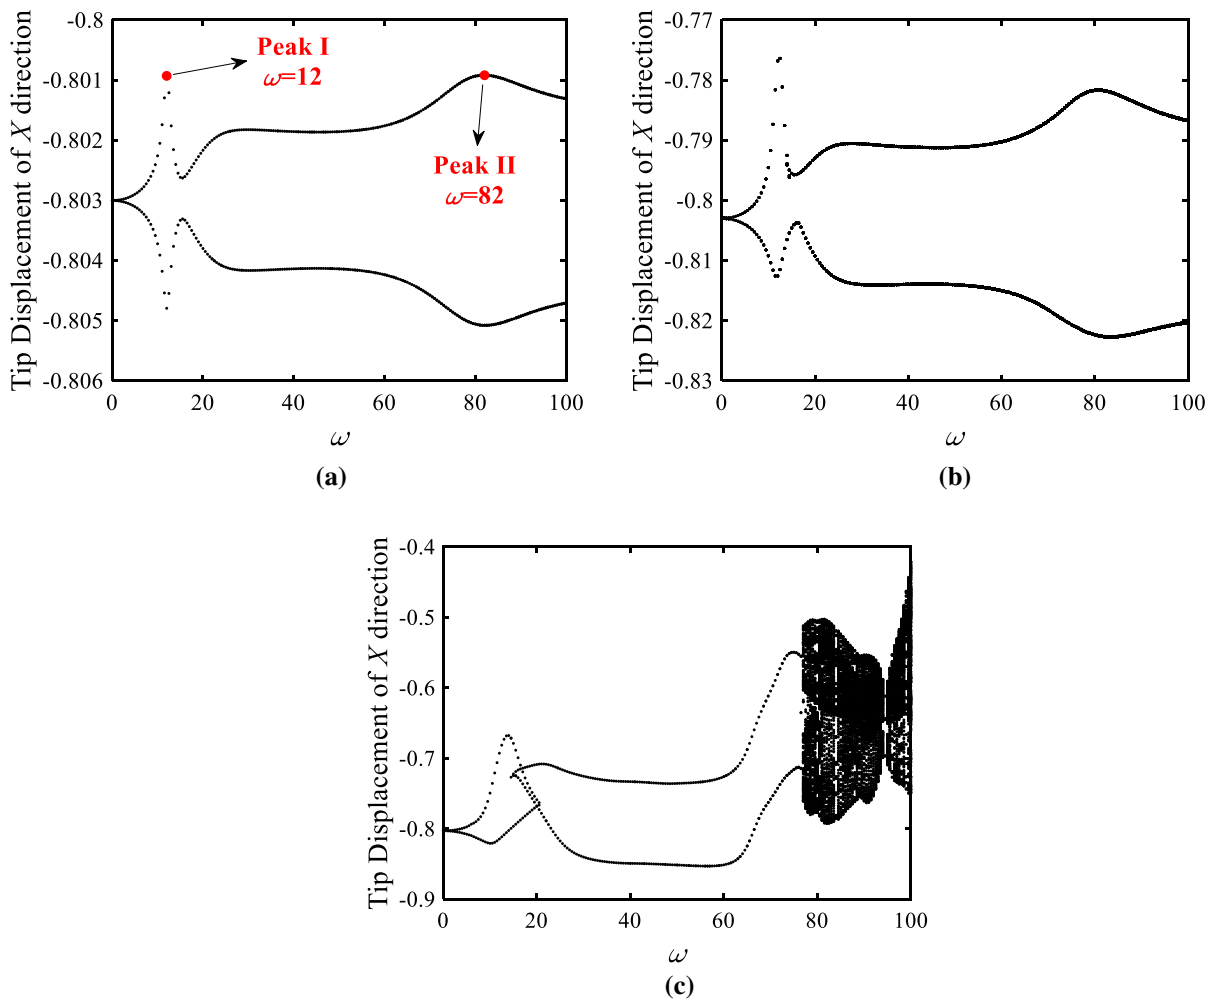 Tip Displacement of X direction
-0.8
-0.801
-0.802
-0.803
-0.804
-0.805
-0.806
Peak I
ω=12
Peak II
ω=82
0 20 40 60 80 100
ω
(a)
Tip Displacement of X direction
-0.77
-0.78
-0.79
-0.8
-0.81
-0.82
-0.83
0 20 40 60 80 100
ω
(b)
Tip Displacement of X direction
-0.4
-0.5
-0.6
-0.7
-0.8
-0.9
0 20 40 60 80 100
ω
(c)